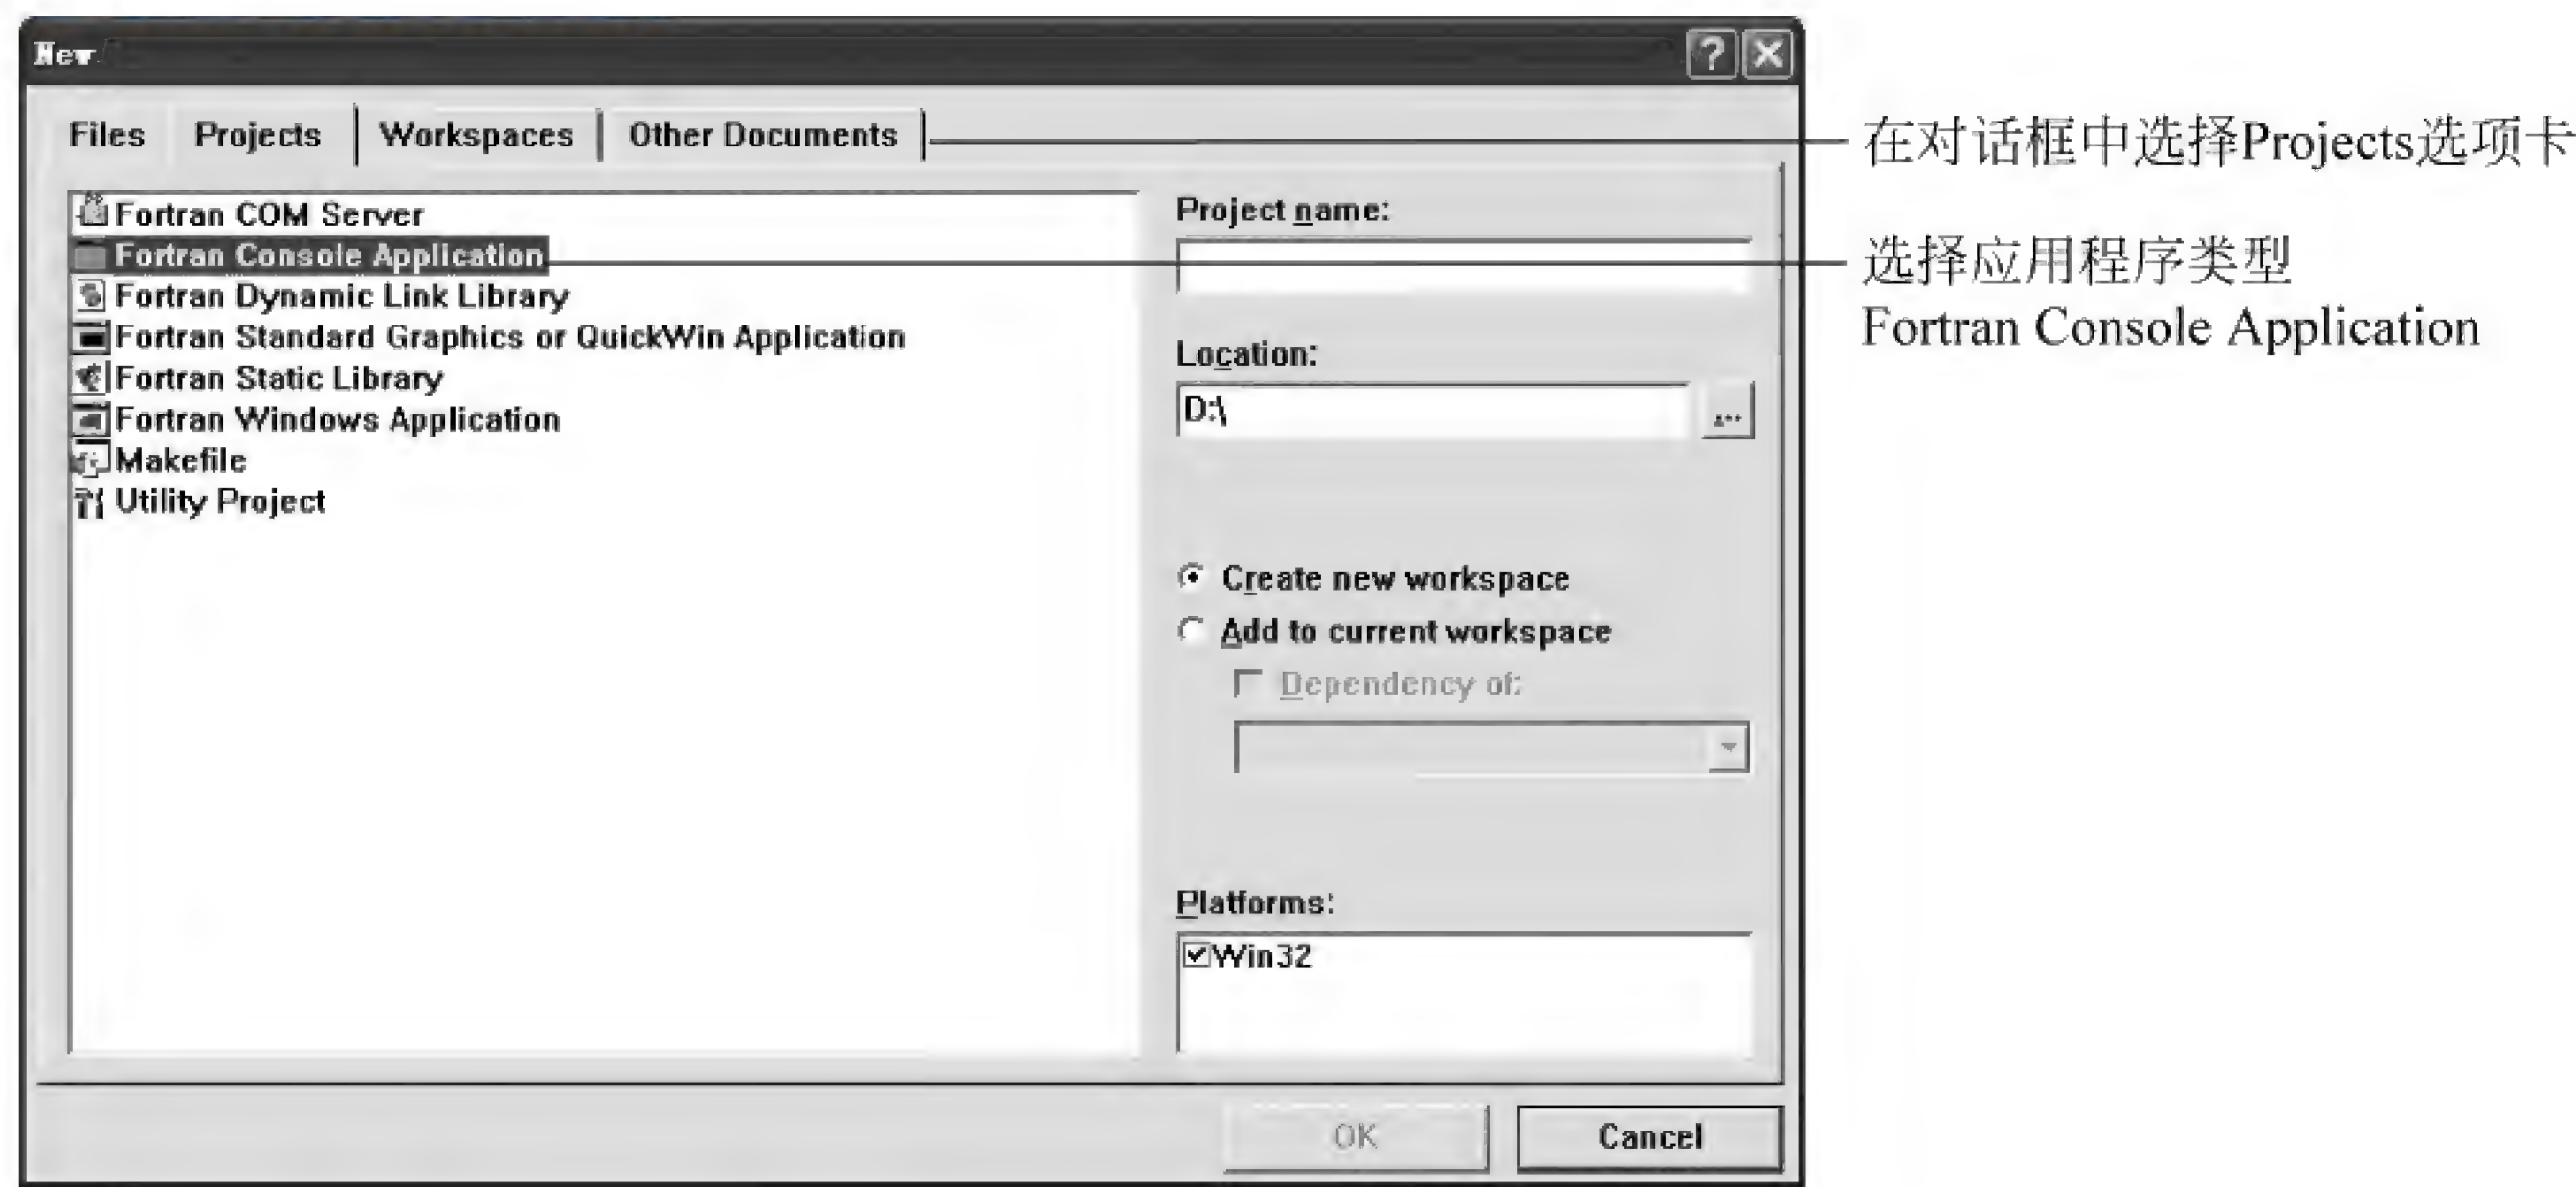 New
Files Projects Workspaces Other Documents
在对话框中选择Projects选项卡
Fortran COM Server
Fortran Console Application
Fortran Dynamic Link Library
Fortran Standard Graphics or QuickWin Application
Fortran Static Library
Fortran Windows Application
Makefile
Utility Project
Project name:
Location:
D:\
...
Create new workspace
Add to current workspace
Dependency of:
Platforms:
Win32
OK Cancel
选择应用程序类型
Fortran Console Application